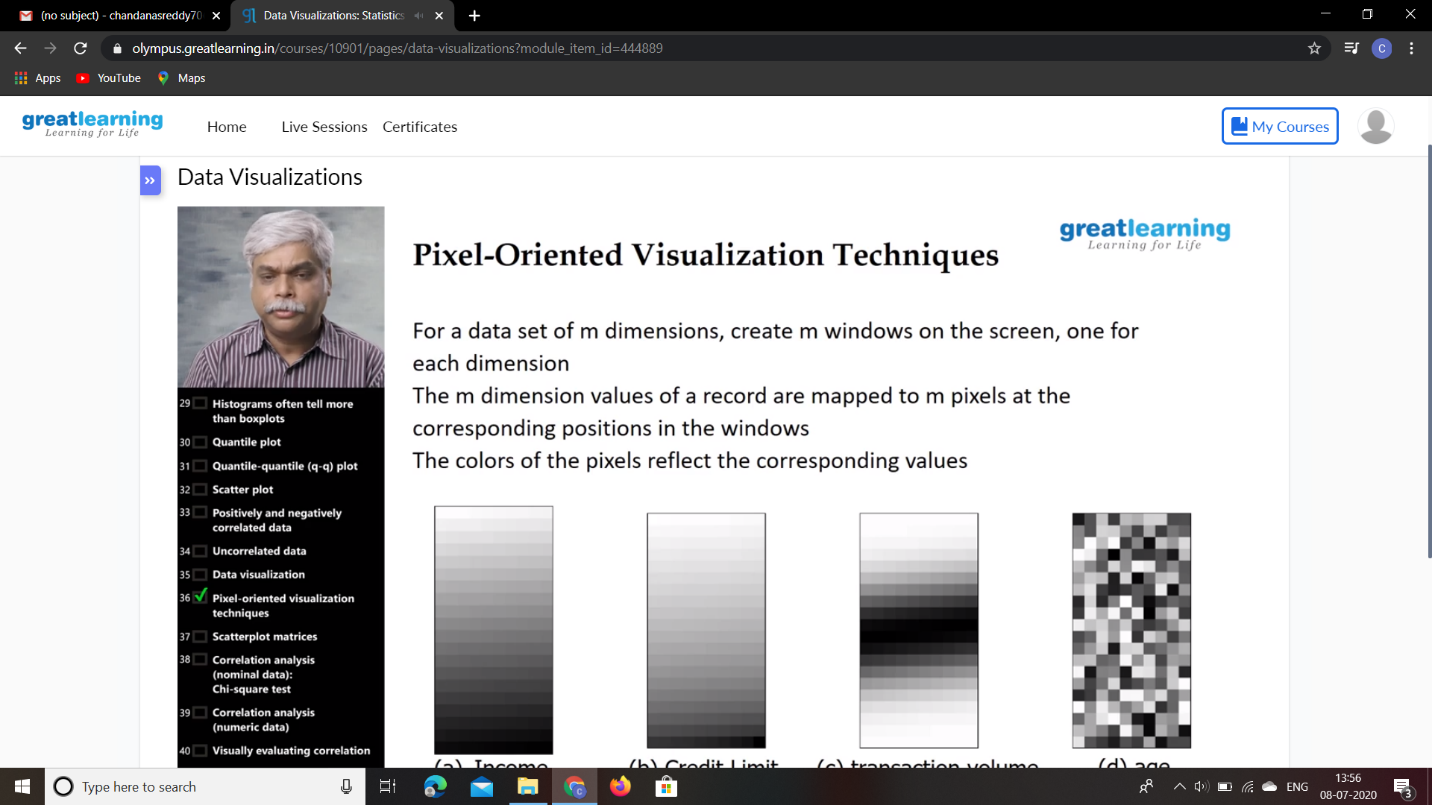 (no subject) - chandanasreddy70
Data Visualizations: Statistics
olympus.greatlearning.in/courses/10901/pages/data-visualizations?module_item_id=444889
C
Apps
YouTube
Maps
greatlearning
Learning for Life
Home
Live Sessions
Certificates
My Courses
Data Visualizations
greatlearning
Learning for Life
Pixel-Oriented Visualization Techniques
For a data set of m dimensions, create m windows on the screen, one for
each dimension
The m dimension values of a record are mapped to m pixels at the
corresponding positions in the windows
The colors of the pixels reflect the corresponding values
29 Histograms often tell more
than boxplots
30 Quantile plot
31 Quantile-quantile (q-q) plot
32 Scatter plot
33 Positively and negatively
correlated data
34 Uncorrelated data
35 Data visualization
36 Pixel-oriented visualization
techniques
37 Scatterplot matrices
38 Correlation analysis
(nominal data):
Chi-square test
39 Correlation analysis
(numeric data)
40 Visually evaluating correlation
(a) Income
(b) Credit Limit
(c) transaction volume
(d) age
Type here to search
C
ENG
13:56
08-07-2020
3